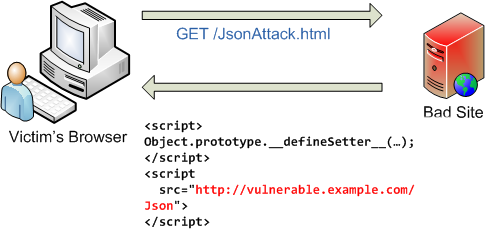 GET /JsonAttack.html
Victim's Browser
Bad Site
<script>
Object.prototype.__defineSetter__(…);
</script>
<script
src="http://vulnerable.example.com/
Json">
</script>